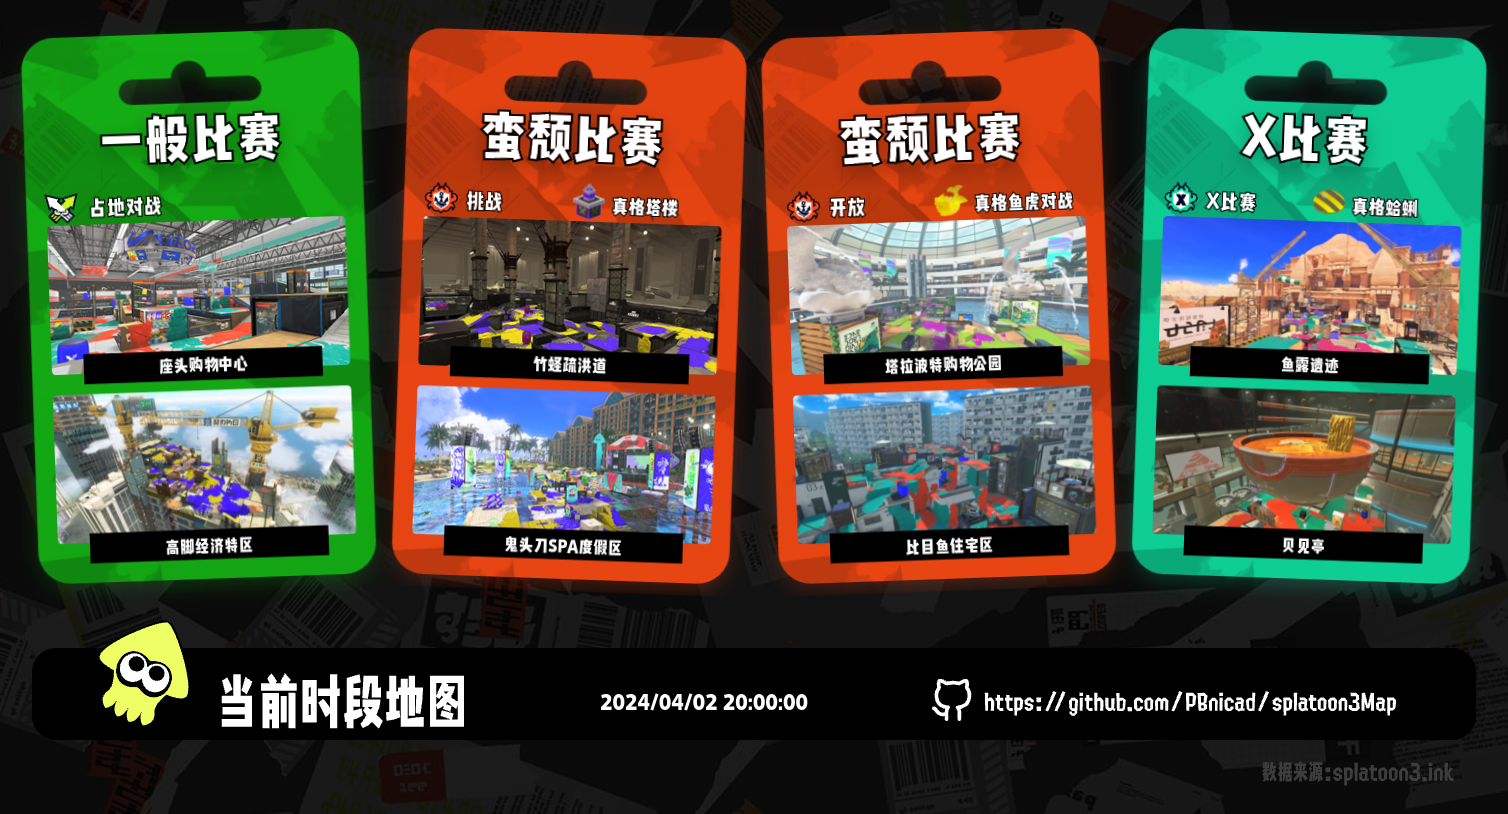 一般比赛
占地对战
座头购物中心
高脚经济特区
蛮颓比赛
挑战
真格塔楼
竹蛏疏洪道
鬼头刀SPA度假区
蛮颓比赛
开放
真格鱼虎对战
塔拉波特购物公园
比目鱼住宅区
X比赛
X比赛
真格蛤蜊
鱼露遗迹
贝见亭
当前时段地图
2024/04/02 20:00:00
https://github.com/PBnicad/splatoon3Map
数据来源:splatoon3.ink